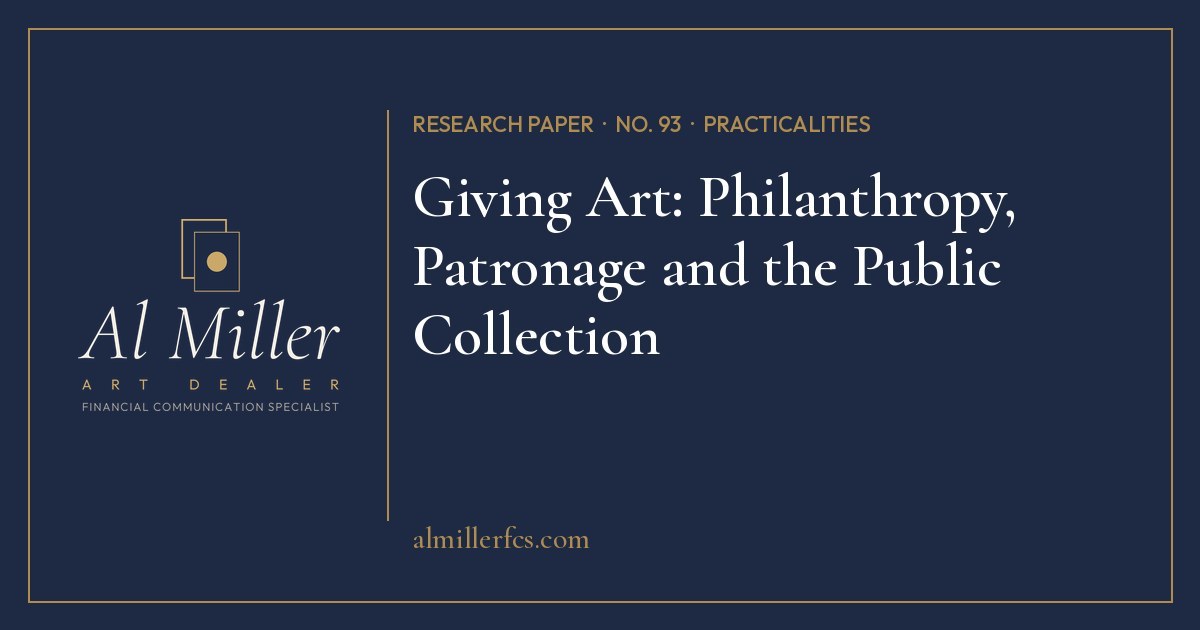 Al Miller
ART DEALER
FINANCIAL COMMUNICATION SPECIALIST
RESEARCH PAPER · NO. 93 · PRACTICALITIES
Giving Art: Philanthropy,
Patronage and the Public
Collection
almillerfcs.com